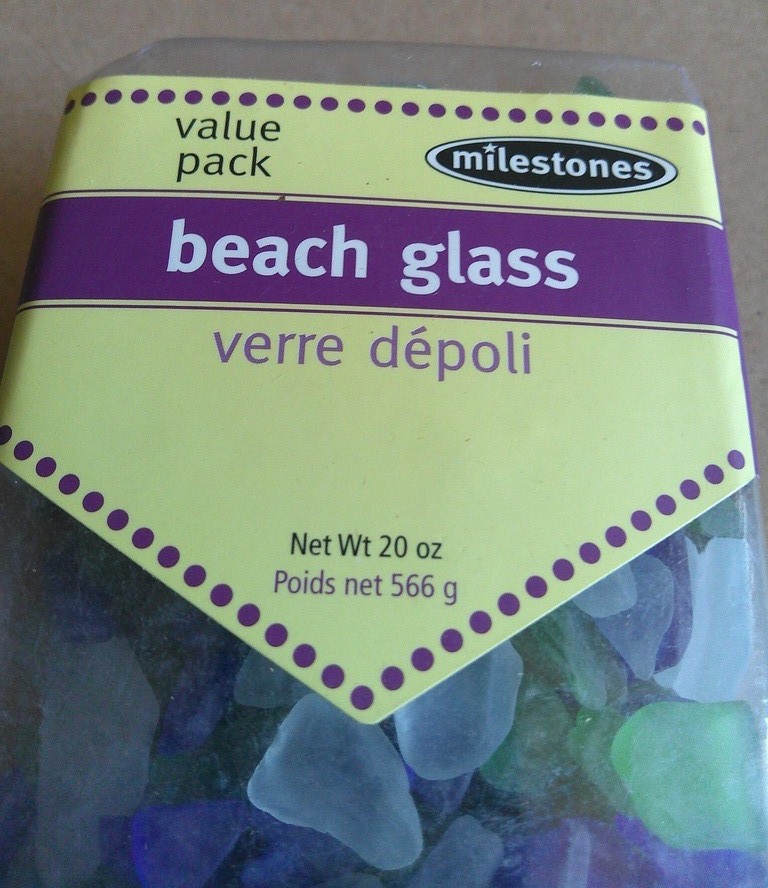 value
pack
milestones
beach glass
verre dépoli
Net Wt 20 oz
Poids net 566 g